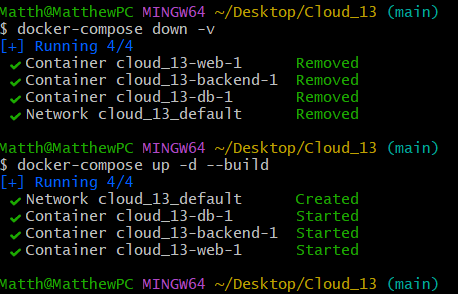 Matth@MatthewPC MINGW64 ~/Desktop/Cloud_13 (main)
$ docker-compose down -v
[+] Running 4/4
✔ Container cloud_13-web-1 Removed
✔ Container cloud_13-backend-1 Removed
✔ Container cloud_13-db-1 Removed
✔ Network cloud_13_default Removed
Matth@MatthewPC MINGW64 ~/Desktop/Cloud_13 (main)
$ docker-compose up -d --build
[+] Running 4/4
✔ Network cloud_13_default Created
✔ Container cloud_13-db-1 Started
✔ Container cloud_13-backend-1 Started
✔ Container cloud_13-web-1 Started
Matth@MatthewPC MINGW64 ~/Desktop/Cloud_13 (main)